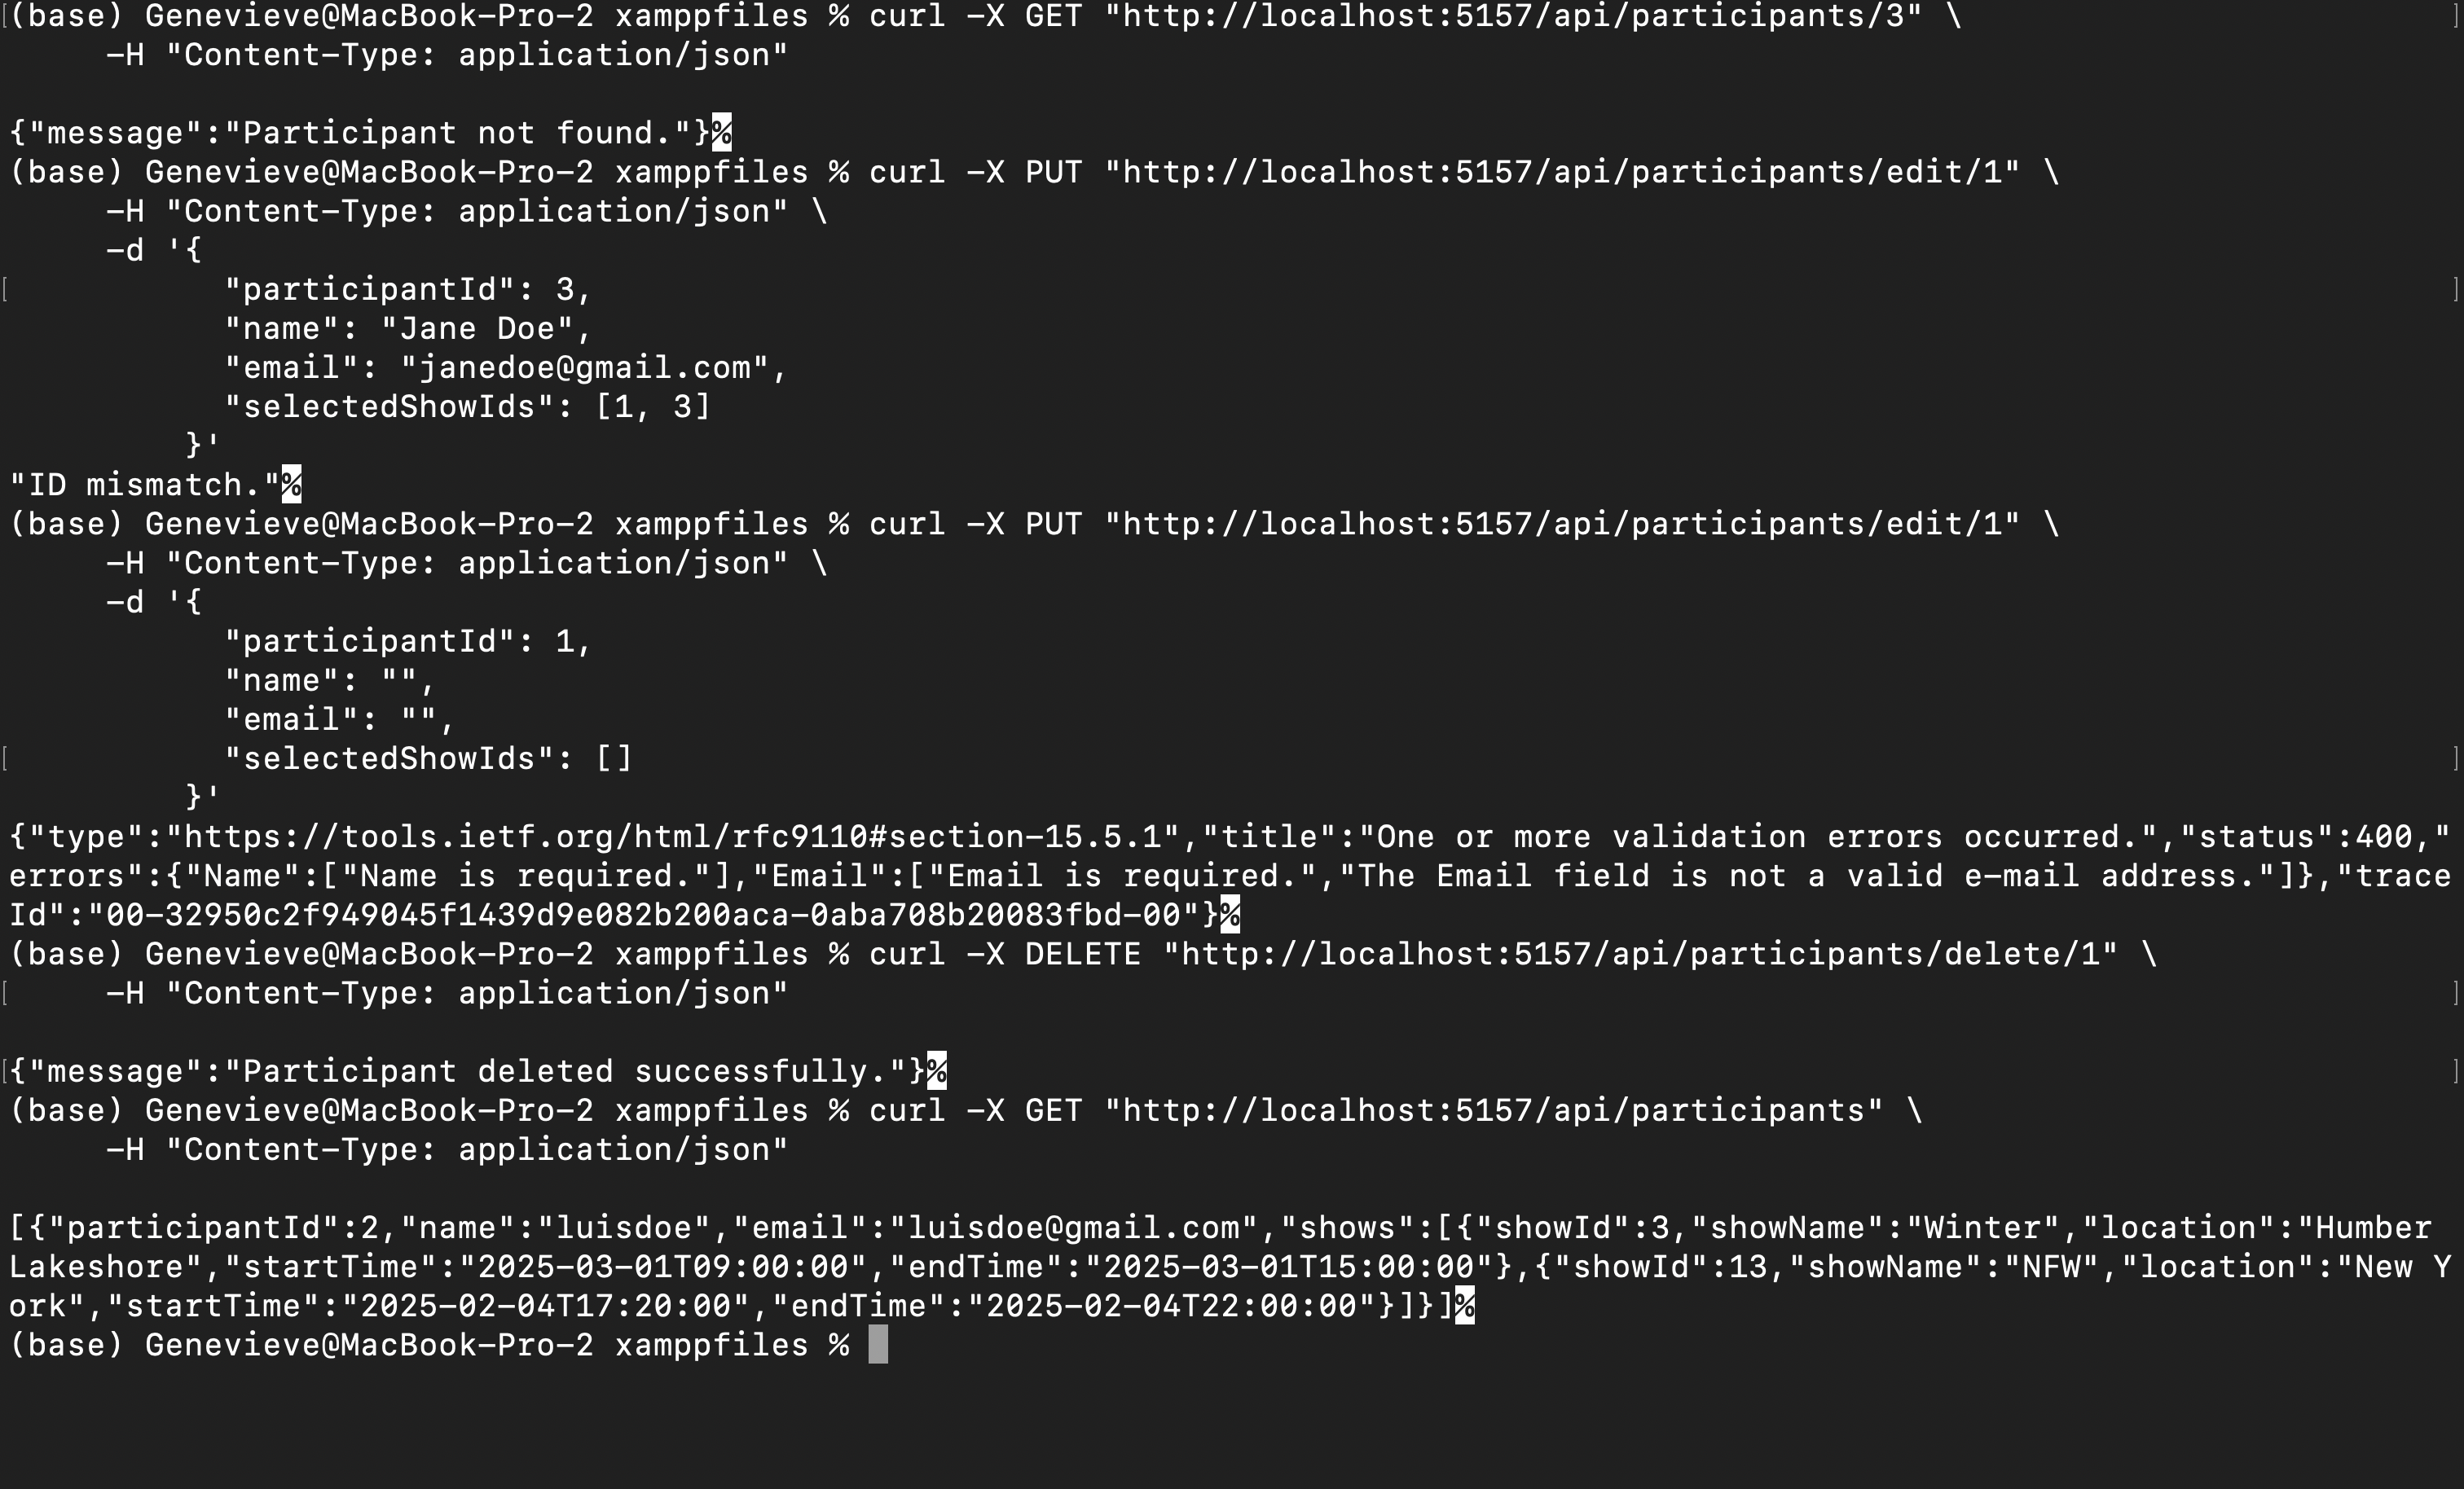 (base) Genevieve@MacBook-Pro-2 xamppfiles % curl -X GET "http://localhost:5157/api/participants/3" \
     -H "Content-Type: application/json"

{"message":"Participant not found."}%
(base) Genevieve@MacBook-Pro-2 xamppfiles % curl -X PUT "http://localhost:5157/api/participants/edit/1" \
     -H "Content-Type: application/json" \
     -d '{
           "participantId": 3,
           "name": "Jane Doe",
           "email": "janedoe@gmail.com",
           "selectedShowIds": [1, 3]
         }'
"ID mismatch."%
(base) Genevieve@MacBook-Pro-2 xamppfiles % curl -X PUT "http://localhost:5157/api/participants/edit/1" \
     -H "Content-Type: application/json" \
     -d '{
           "participantId": 1,
           "name": "",
           "email": "",
           "selectedShowIds": []
         }'
{"type":"https://tools.ietf.org/html/rfc9110#section-15.5.1","title":"One or more validation errors occurred.","status":400,"
errors":{"Name":["Name is required."],"Email":["Email is required.","The Email field is not a valid e-mail address."]},"trace
Id":"00-32950c2f949045f1439d9e082b200aca-0aba708b20083fbd-00"}%
(base) Genevieve@MacBook-Pro-2 xamppfiles % curl -X DELETE "http://localhost:5157/api/participants/delete/1" \
     -H "Content-Type: application/json"

{"message":"Participant deleted successfully."}%
(base) Genevieve@MacBook-Pro-2 xamppfiles % curl -X GET "http://localhost:5157/api/participants" \
     -H "Content-Type: application/json"

[{"participantId":2,"name":"luisdoe","email":"luisdoe@gmail.com","shows":[{"showId":3,"showName":"Winter","location":"Humber
Lakeshore","startTime":"2025-03-01T09:00:00","endTime":"2025-03-01T15:00:00"},{"showId":13,"showName":"NFW","location":"New Y
ork","startTime":"2025-02-04T17:20:00","endTime":"2025-02-04T22:00:00"}]}]%
(base) Genevieve@MacBook-Pro-2 xamppfiles %